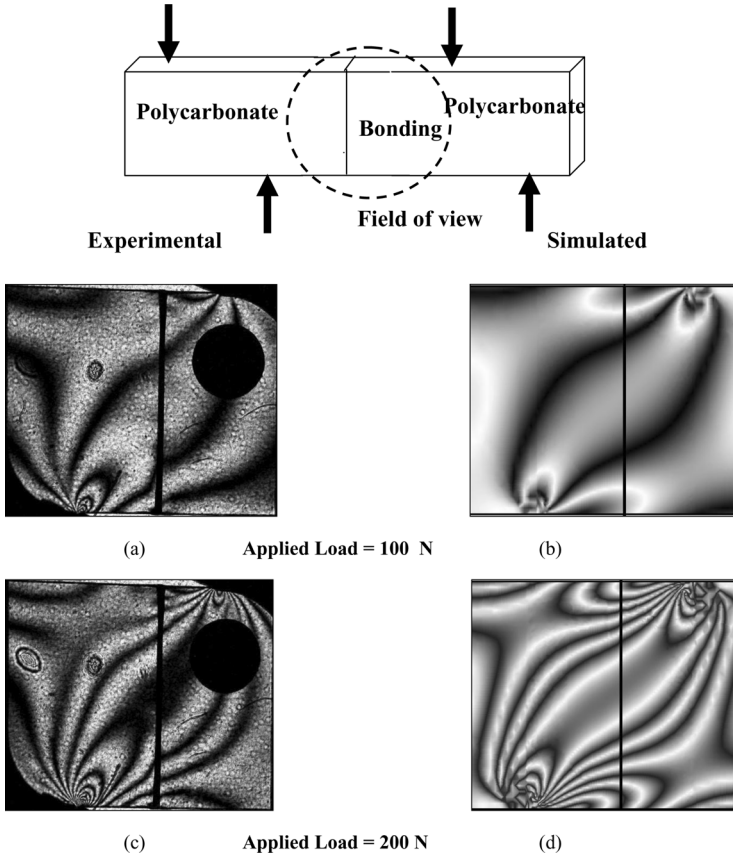 Polycarbonate
Bonding
Polycarbonate
Field of view
Experimental
Simulated
(a)
Applied Load = 100 N
(b)
(c)
Applied Load = 200 N
(d)